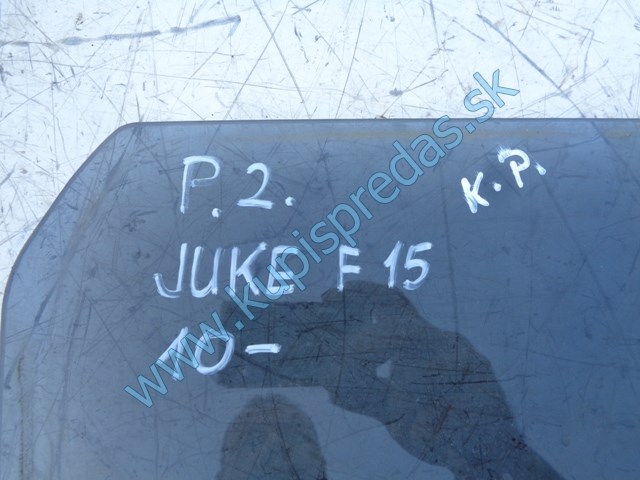 P.2.
K.P.
JUKE F 15
10-
www.kupispredas.sk